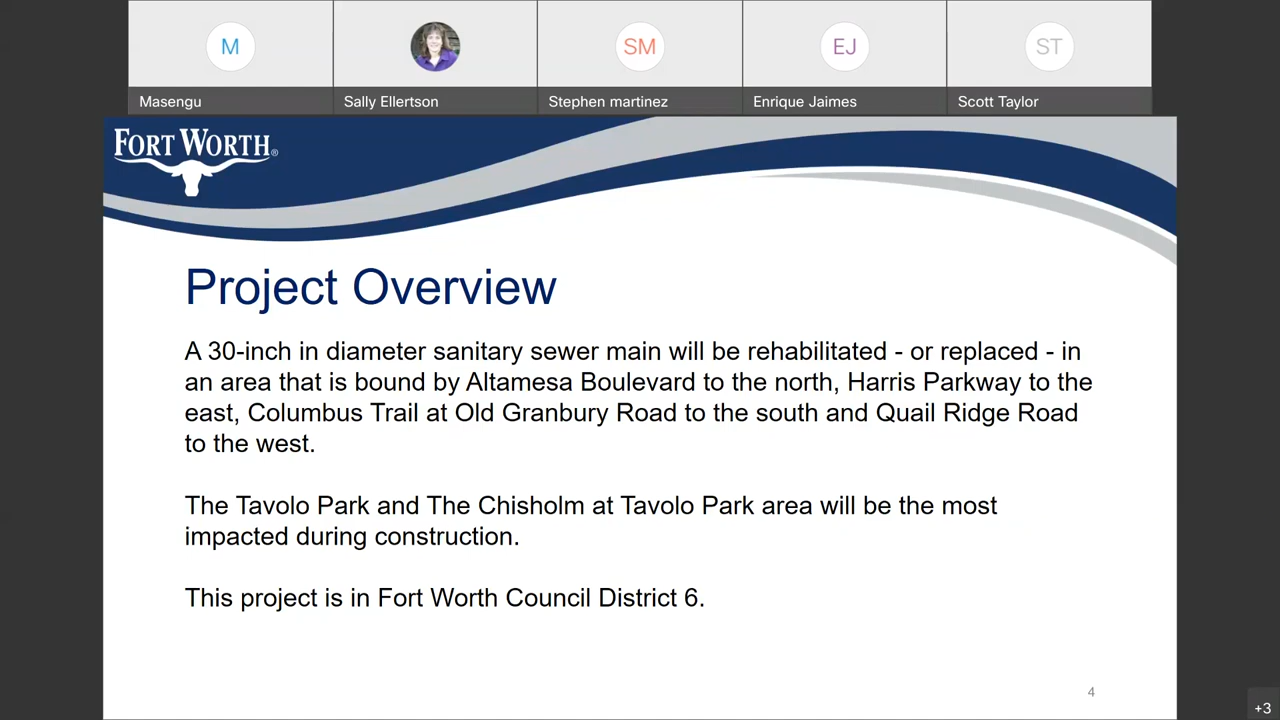 M
SM
EJ
ST
Masengu
Sally Ellertson
Stephen martinez
Enrique Jaimes
Scott Taylor
FORT WORTH®
Project Overview
A 30-inch in diameter sanitary sewer main will be rehabilitated - or replaced - in
an area that is bound by Altamesa Boulevard to the north, Harris Parkway to the
east, Columbus Trail at Old Granbury Road to the south and Quail Ridge Road
to the west.
The Tavolo Park and The Chisholm at Tavolo Park area will be the most
impacted during construction.
This project is in Fort Worth Council District 6.
4
+3